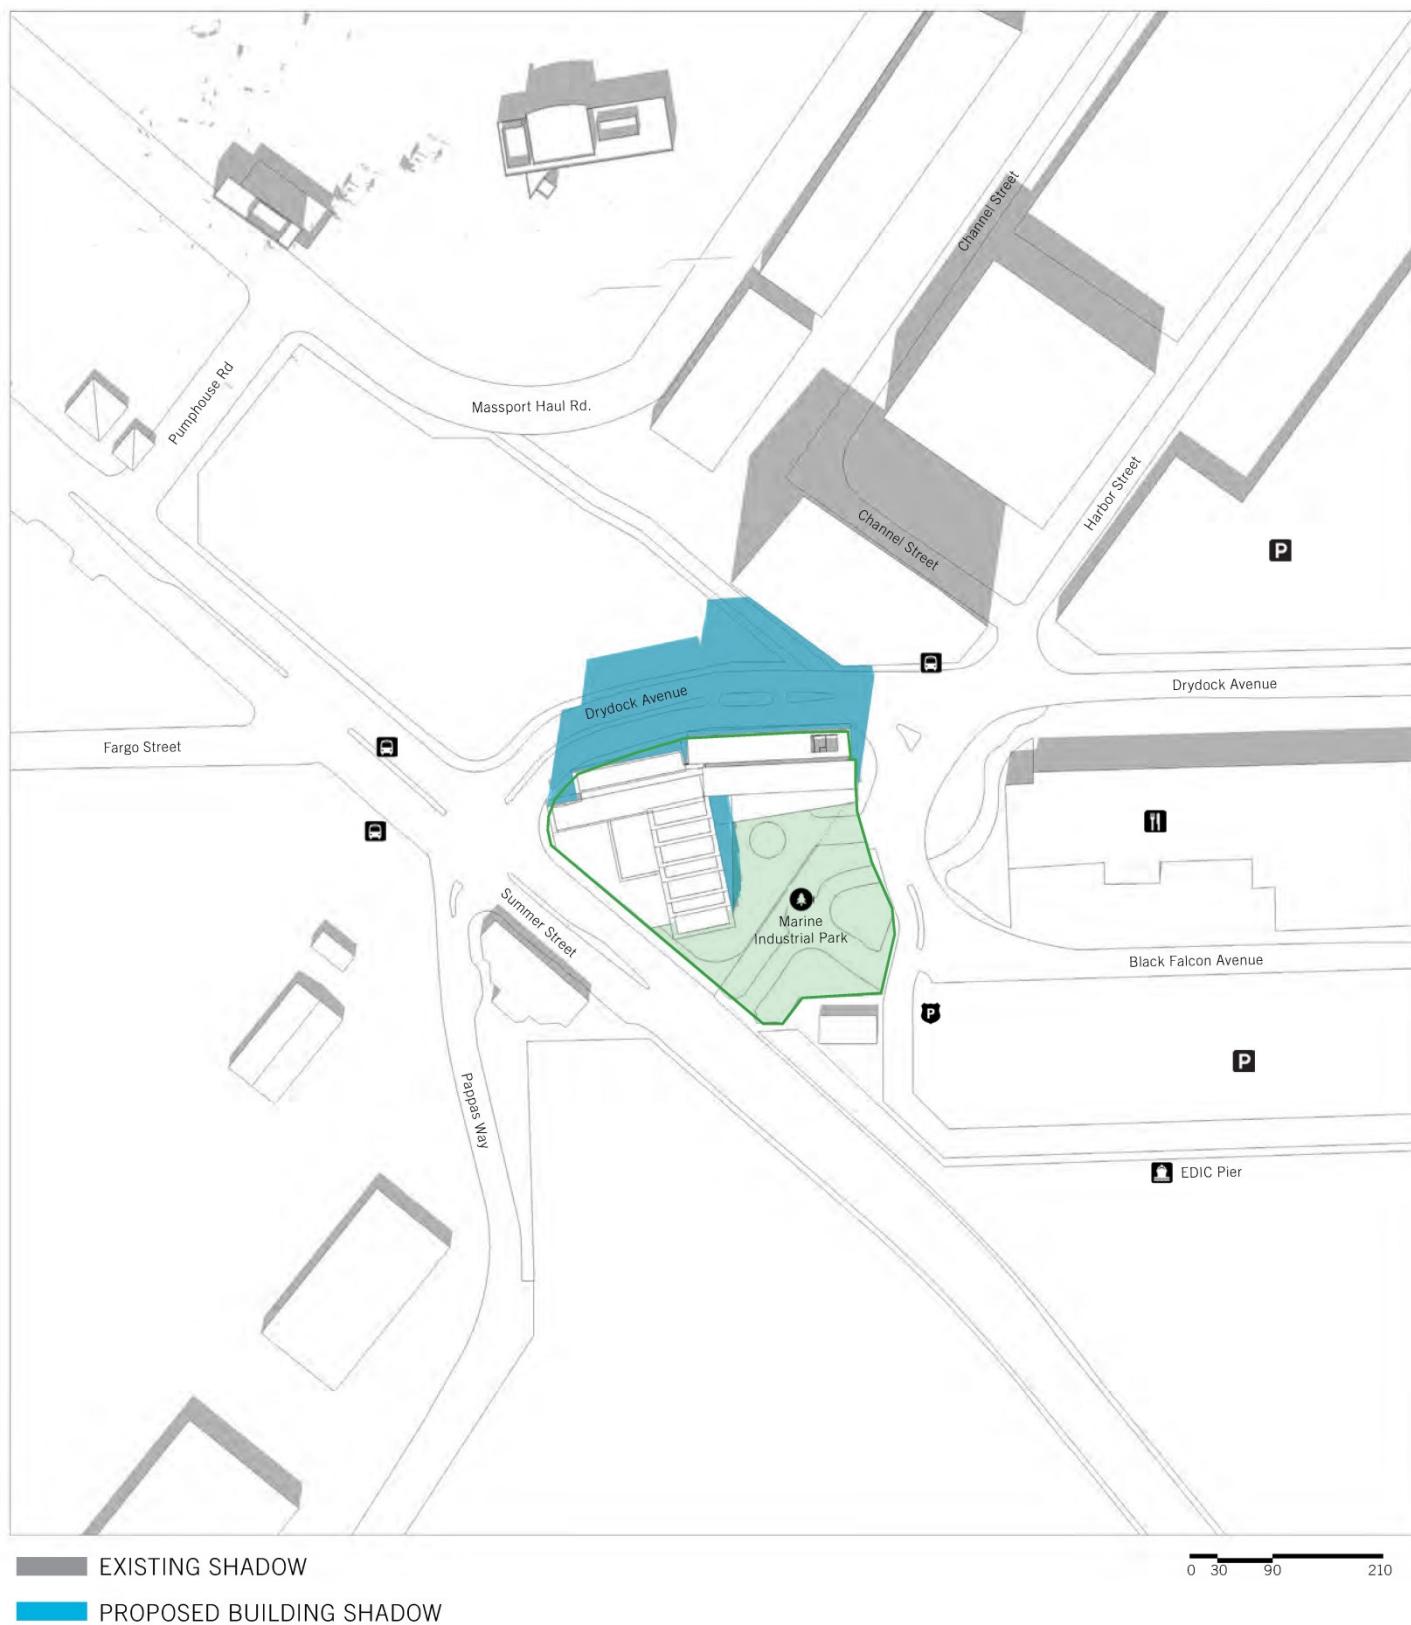 Channel Street
Pumphouse Rd
Massport Haul Rd.
Harbor Street
Channel Street
P
Drydock Avenue
Drydock Avenue
Fargo Street
Summer Street
Marine
Industrial Park
Black Falcon Avenue
P
P
Pappas Way
EDIC Pier
EXISTING SHADOW
0 30 90 210
PROPOSED BUILDING SHADOW